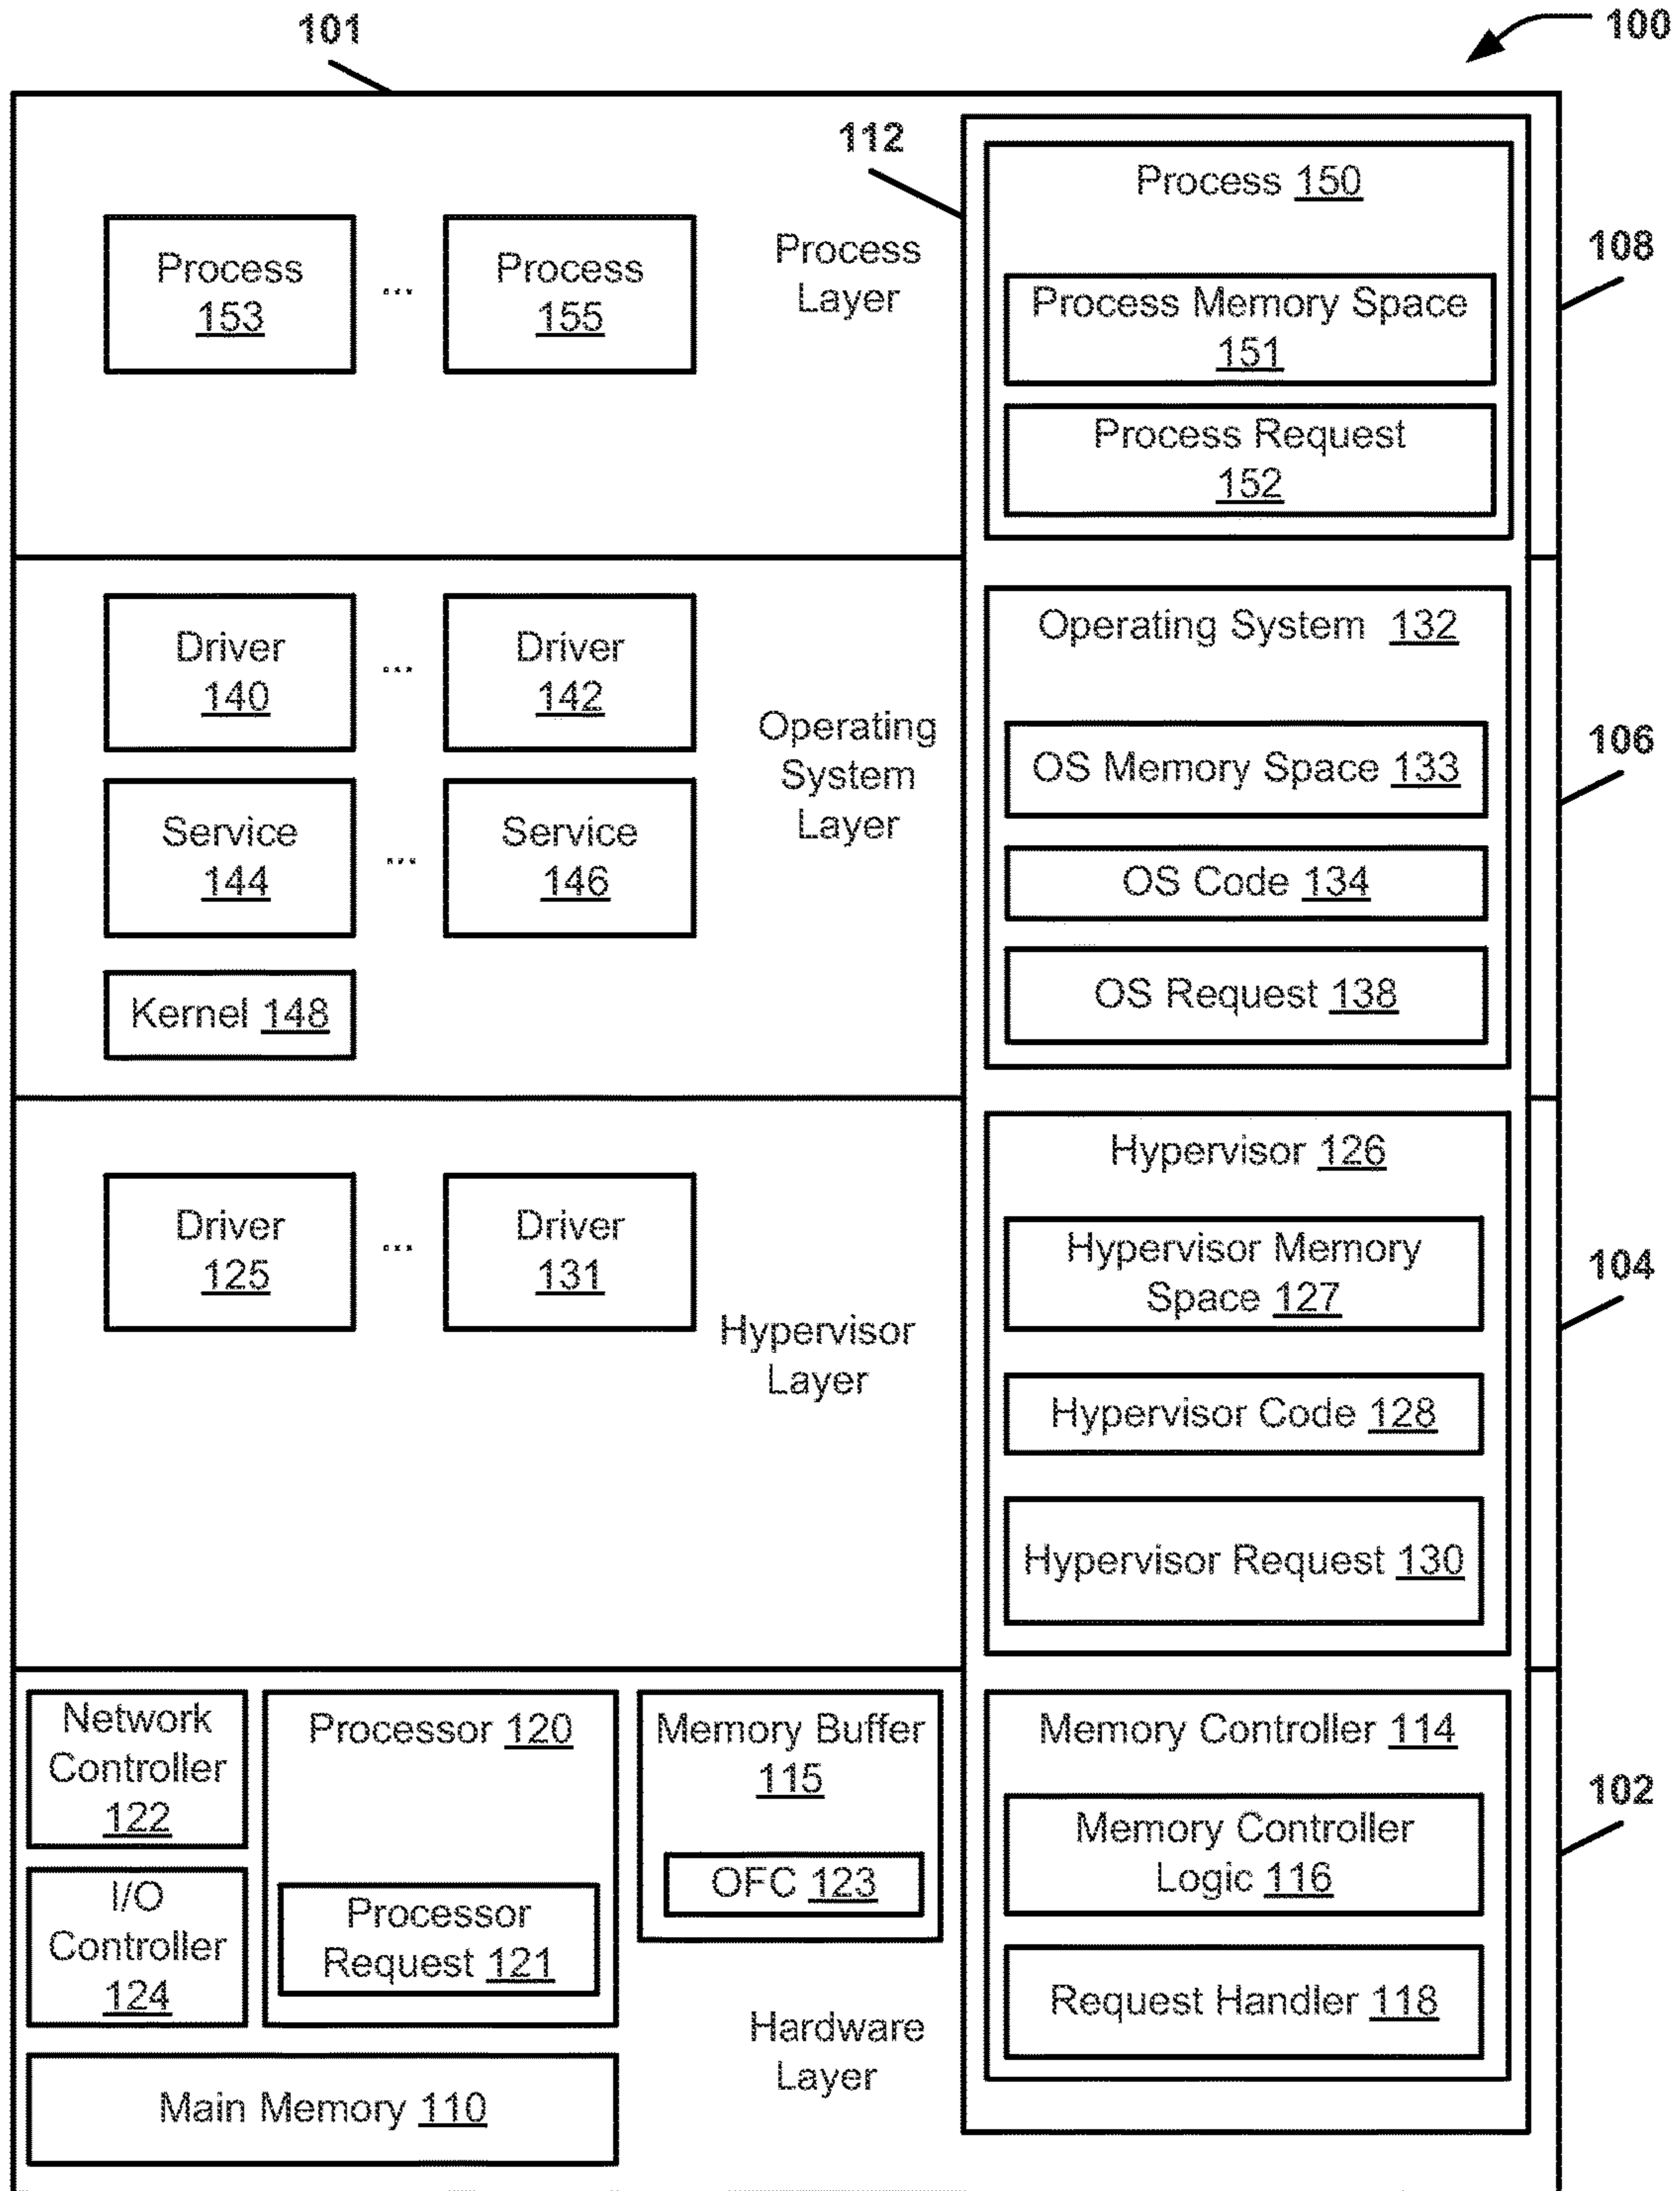 101
100
112
Process 150
Process Memory Space
151
Process Request
152
108
Process
153
...
Process
155
Process
Layer
Driver
140
...
Driver
142
Operating
System
Layer
Service
144
...
Service
146
Kernel 148
Operating System 132
OS Memory Space 133
OS Code 134
OS Request 138
106
Driver
125
...
Driver
131
Hypervisor
Layer
Hypervisor 126
Hypervisor Memory
Space 127
Hypervisor Code 128
Hypervisor Request 130
104
Network
Controller
122
I/O
Controller
124
Processor 120
Processor
Request 121
Memory Buffer
115
OFC 123
Hardware
Layer
Main Memory 110
Memory Controller 114
Memory Controller
Logic 116
Request Handler 118
102